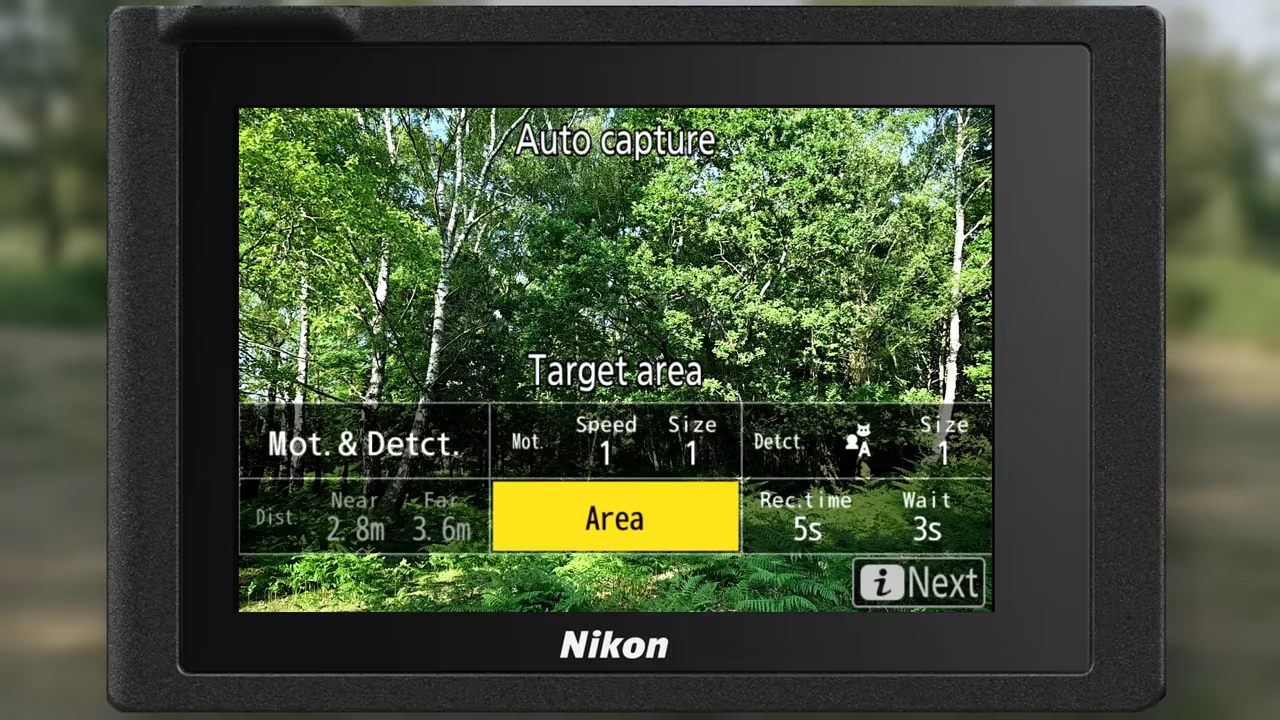 Auto capture
Target area
Mot. & Detct.
Mot. Speed 1 Size 1
Detct. A Size 1
Dist. Near 2.8m Far 3.6m
Area
Rec.time 5s Wait 3s
i Next
Nikon